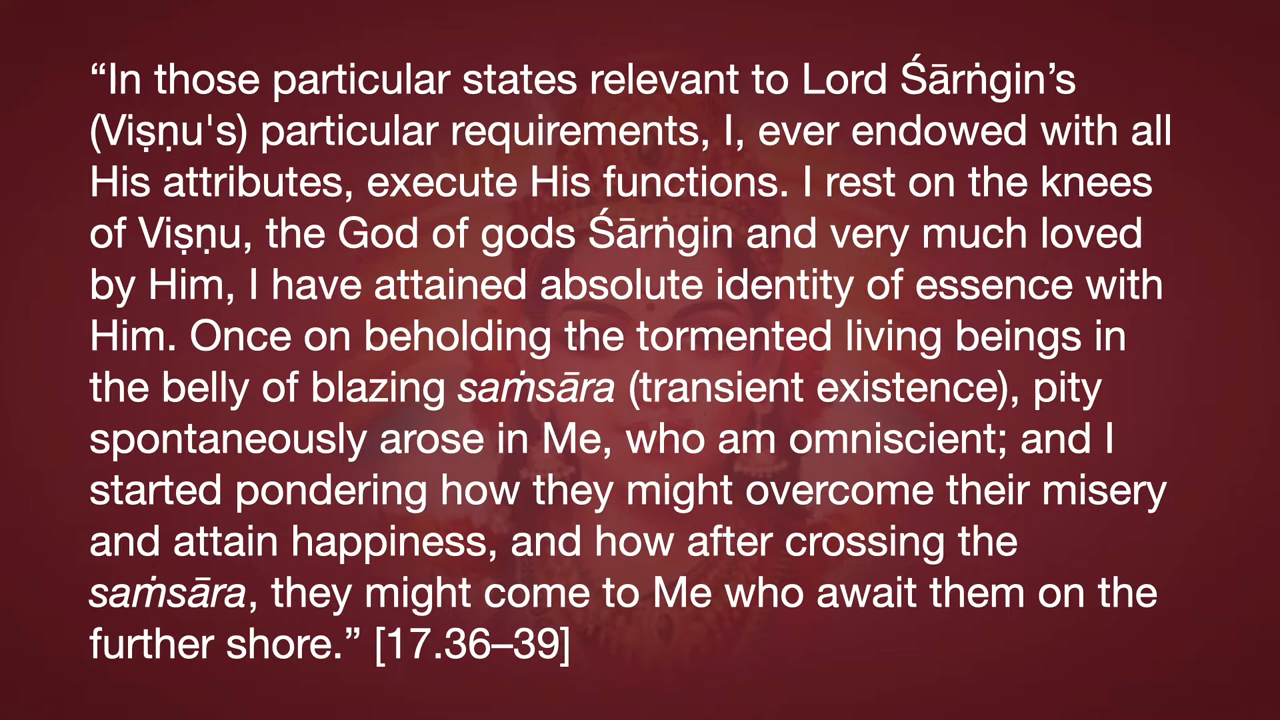 “In those particular states relevant to Lord Śārṅgin’s
(Viṣṇu's) particular requirements, I, ever endowed with all
His attributes, execute His functions. I rest on the knees
of Viṣṇu, the God of gods Śārṅgin and very much loved
by Him, I have attained absolute identity of essence with
Him. Once on beholding the tormented living beings in
the belly of blazing saṁsāra (transient existence), pity
spontaneously arose in Me, who am omniscient; and I
started pondering how they might overcome their misery
and attain happiness, and how after crossing the
saṁsāra, they might come to Me who await them on the
further shore.” [17.36–39]